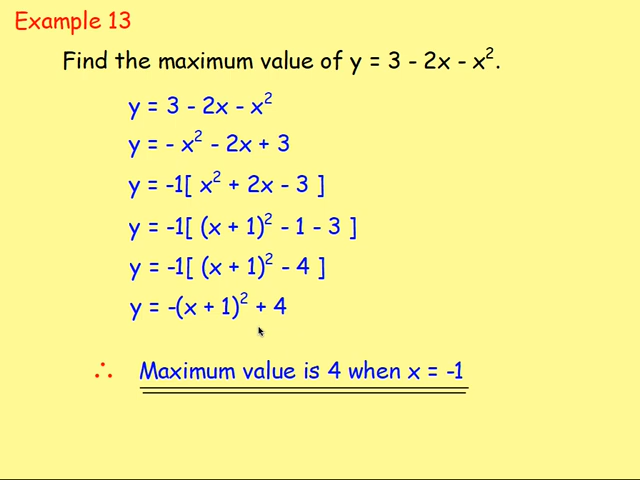 Example 13
Find the maximum value of y = 3 - 2x - x².
y = 3 - 2x - x²
y = - x² - 2x + 3
y = -1[ x² + 2x - 3 ]
y = -1[ (x + 1)² - 1 - 3 ]
y = -1[ (x + 1)² - 4 ]
y = -(x + 1)² + 4
∴ Maximum value is 4 when x = -1